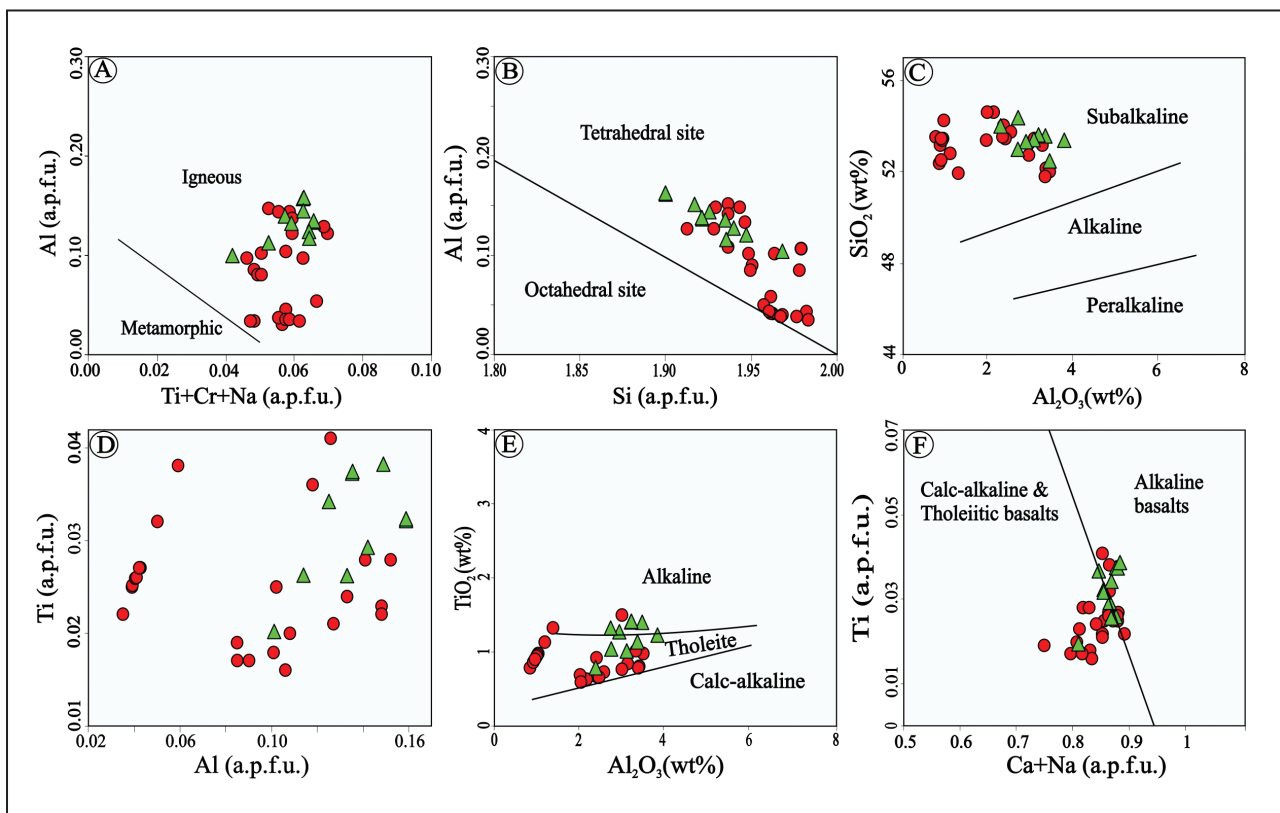 A
Al (a.p.f.u.)
0.30
0.20
0.10
0.00
Igneous
Metamorphic
0.00 0.02 0.04 0.06 0.08 0.10
Ti+Cr+Na (a.p.f.u.)
B
Al (a.p.f.u.)
0.30
0.20
0.10
0.00
Tetrahedral site
Octahedral site
1.80 1.85 1.90 1.95 2.00
Si (a.p.f.u.)
C
SiO2 (wt%)
56
52
48
44
Subalkaline
Alkaline
Peralkaline
0 2 4 6 8
Al2O3(wt%)
D
Ti (a.p.f.u.)
0.04
0.03
0.02
0.01
0.02 0.06 0.10 0.16
Al (a.p.f.u.)
E
TiO2 (wt%)
4
3
2
1
0
Alkaline
Tholeite
Calc-alkaline
0 2 4 6 8
Al2O3(wt%)
F
Ti (a.p.f.u.)
0.07
0.05
0.03
0.01
0
Calc-alkaline &
Tholeiitic basalts
Alkaline
basalts
0.5 0.6 0.7 0.8 0.9 1
Ca+Na (a.p.f.u.)